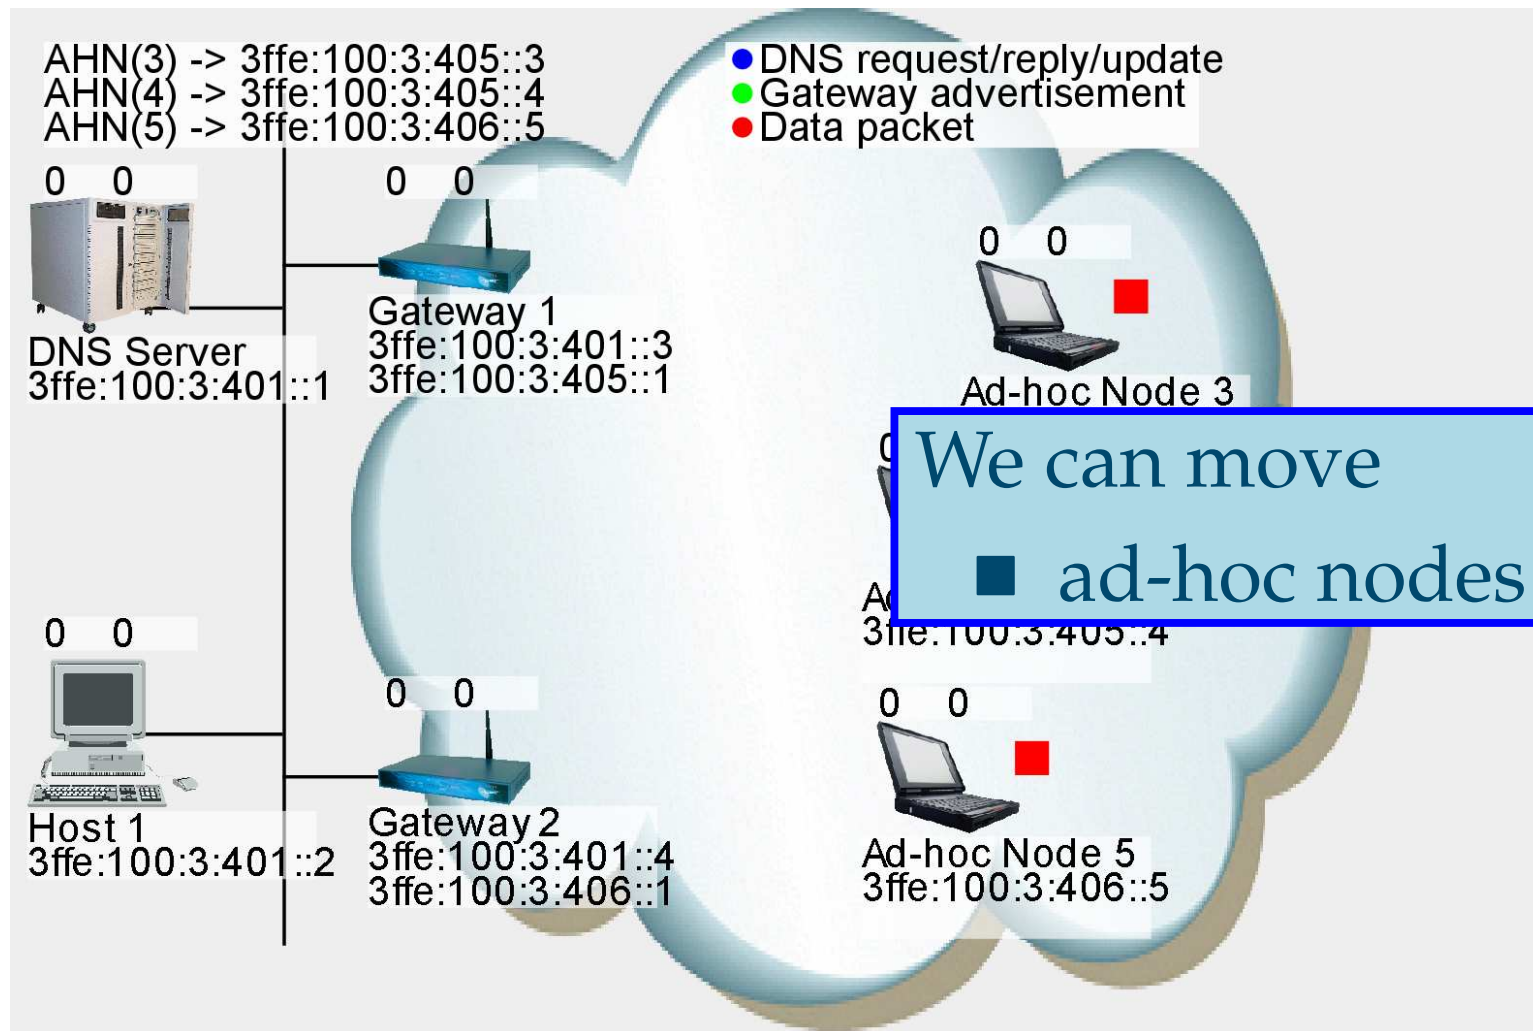 AHN(3) -> 3ffe:100:3:405::3
AHN(4) -> 3ffe:100:3:405::4
AHN(5) -> 3ffe:100:3:406::5
DNS request/reply/update
Gateway advertisement
Data packet
0 0
0 0
0 0
DNS Server
3ffe:100:3:401::1
Gateway 1
3ffe:100:3:401::3
3ffe:100:3:405::1
Ad-hoc Node 3
We can move
■ ad-hoc nodes
3ffe:100:3:405::4
0 0
0 0
0 0
Host 1
3ffe:100:3:401::2
Gateway 2
3ffe:100:3:401::4
3ffe:100:3:406::1
Ad-hoc Node 5
3ffe:100:3:406::5